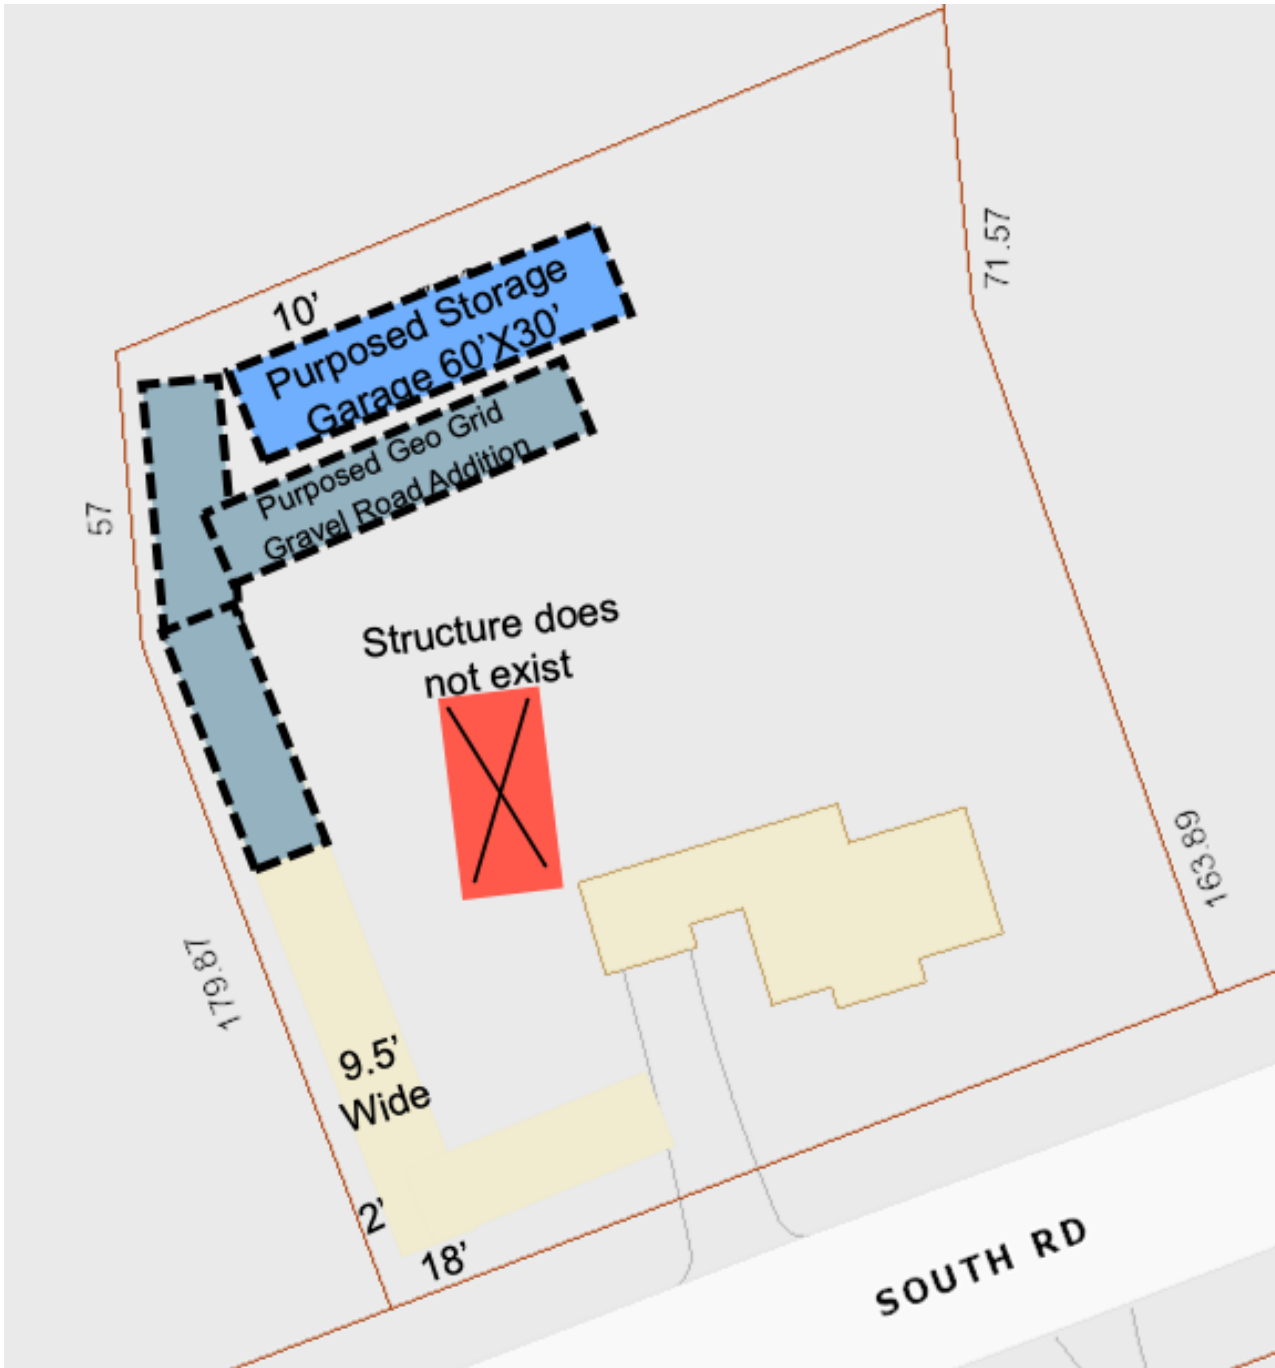 71.57
10’
Purposed Storage
Garage 60’X30’
Purposed Geo Grid
Gravel Road Addition
57
Structure does
not exist
163.89
179.87
9.5’
Wide
2’
18’
SOUTH RD